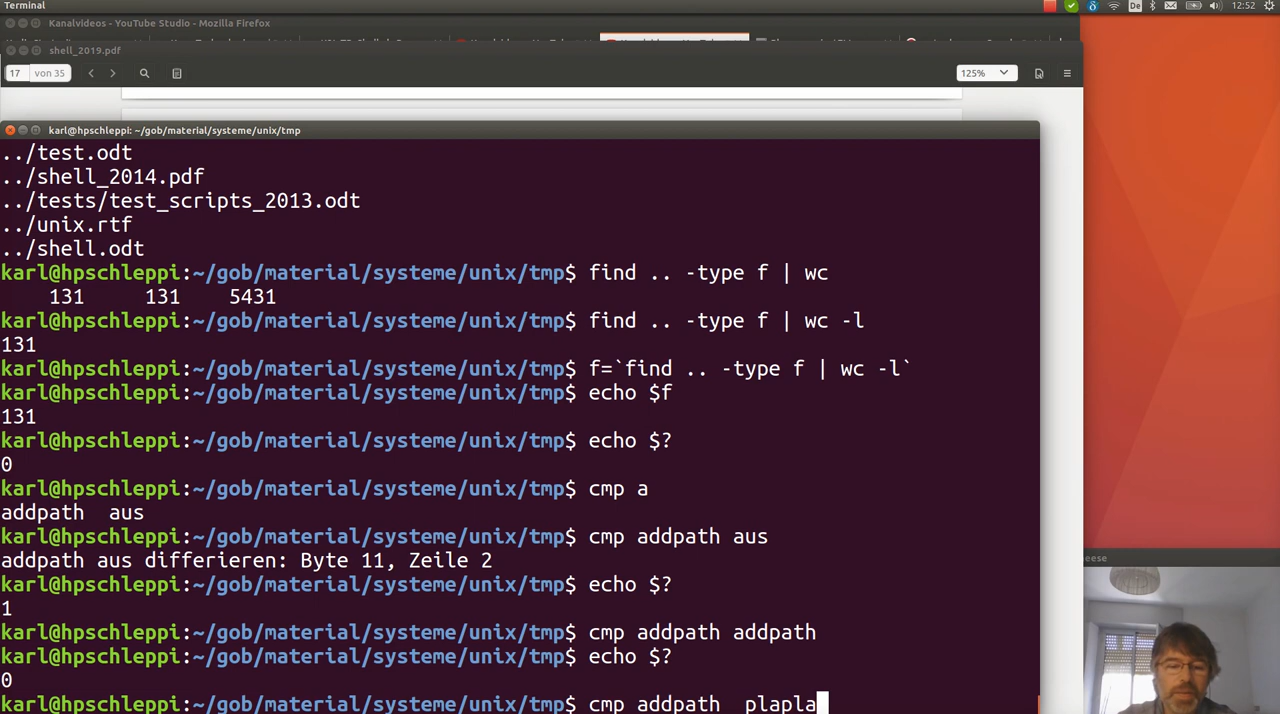 Terminal
De
12:52
Kanalvideos - YouTube Studio - Mozilla Firefox
shell_2019.pdf
17 von 35
125%
karl@hpschleppi: ~/gob/material/systeme/unix/tmp
../test.odt
../shell_2014.pdf
../tests/test_scripts_2013.odt
../unix.rtf
../shell.odt
karl@hpschleppi:~/gob/material/systeme/unix/tmp$ find .. -type f | wc
131 131 5431
karl@hpschleppi:~/gob/material/systeme/unix/tmp$ find .. -type f | wc -l
131
karl@hpschleppi:~/gob/material/systeme/unix/tmp$ f=`find .. -type f | wc -l`
karl@hpschleppi:~/gob/material/systeme/unix/tmp$ echo $f
131
karl@hpschleppi:~/gob/material/systeme/unix/tmp$ echo $?
0
karl@hpschleppi:~/gob/material/systeme/unix/tmp$ cmp a
addpath aus
karl@hpschleppi:~/gob/material/systeme/unix/tmp$ cmp addpath aus
addpath aus differieren: Byte 11, Zeile 2
karl@hpschleppi:~/gob/material/systeme/unix/tmp$ echo $?
1
karl@hpschleppi:~/gob/material/systeme/unix/tmp$ cmp addpath addpath
karl@hpschleppi:~/gob/material/systeme/unix/tmp$ echo $?
0
karl@hpschleppi:~/gob/material/systeme/unix/tmp$ cmp addpath  plapla
eese